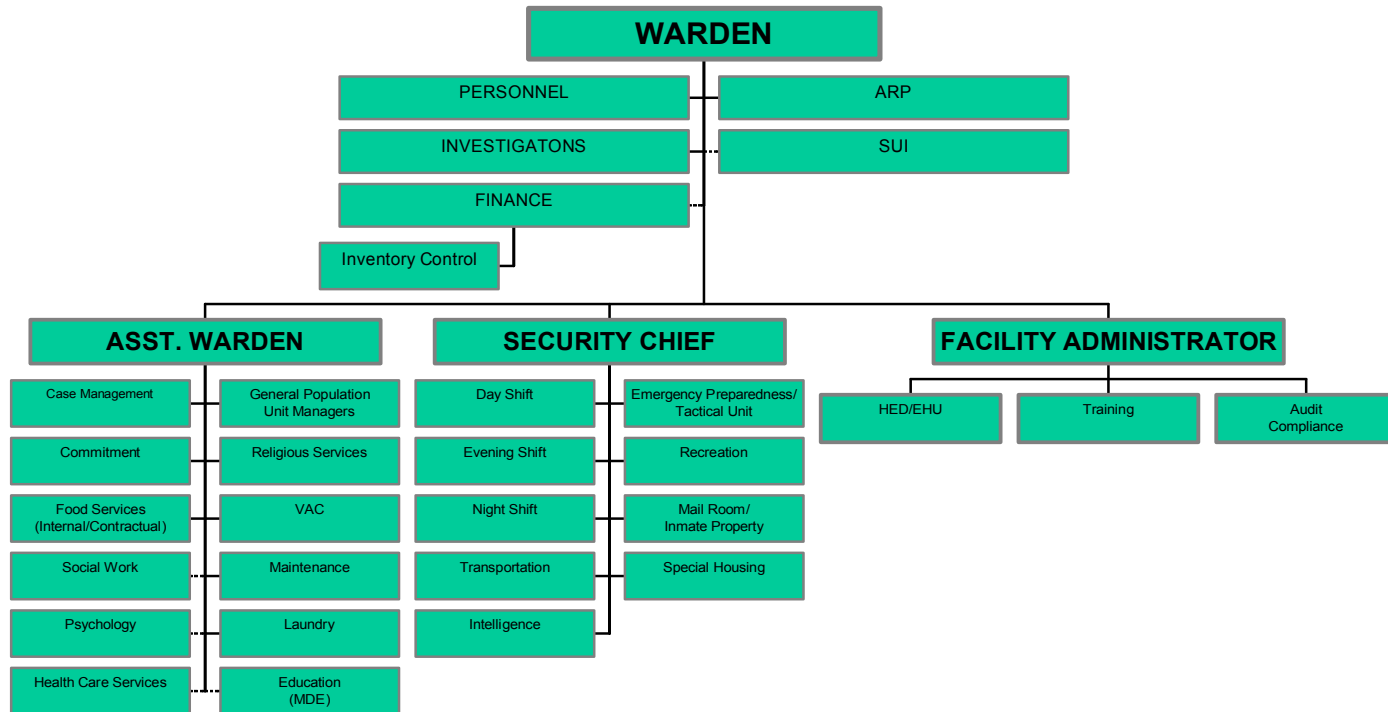 WARDEN
PERSONNEL
ARP
INVESTIGATONS
SUI
FINANCE
Inventory Control
ASST. WARDEN
SECURITY CHIEF
FACILITY ADMINISTRATOR
Case Management
General Population
Unit Managers
Commitment
Religious Services
Food Services
(Internal/Contractual)
VAC
Social Work
Maintenance
Psychology
Laundry
Health Care Services
Education
(MDE)
Day Shift
Emergency Preparedness/
Tactical Unit
Evening Shift
Recreation
Night Shift
Mail Room/
Inmate Property
Transportation
Special Housing
Intelligence
HED/EHU
Training
Audit
Compliance